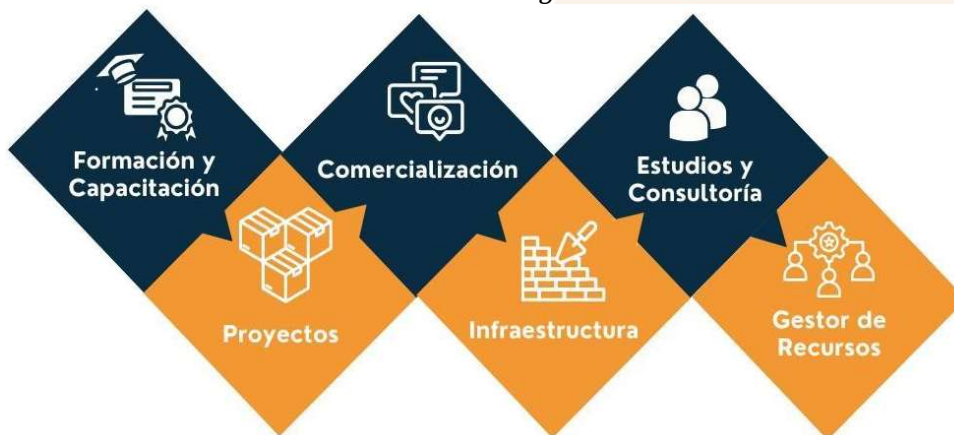 Formación y
Capacitación
Comercialización
Estudios y
Consultoría
Proyectos
Infraestructura
Gestor de
Recursos